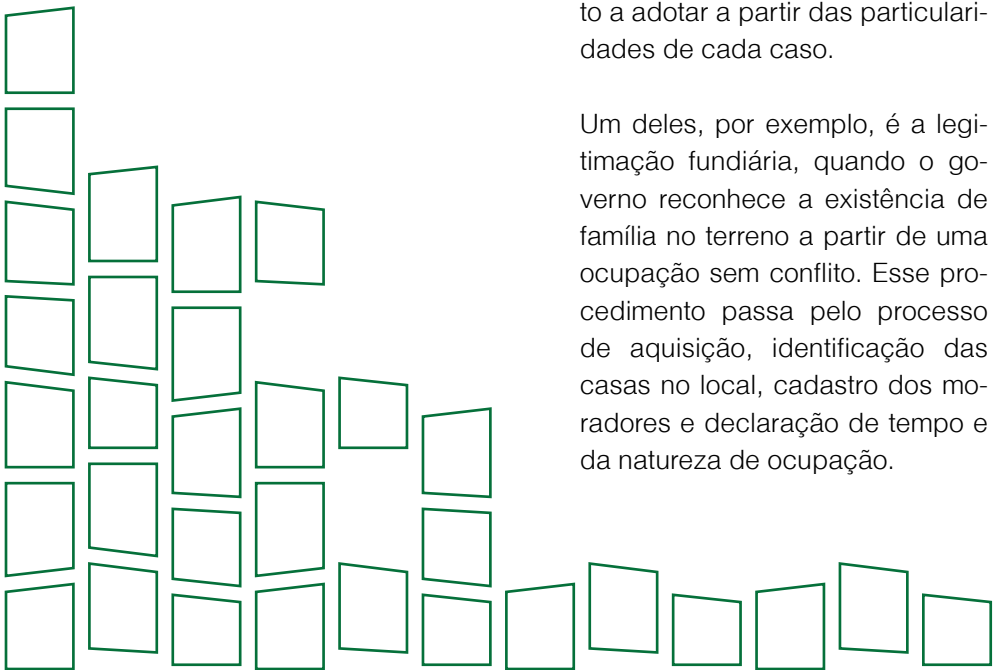 to a adotar a partir das particulari-
dades de cada caso.
Um deles, por exemplo, é a legi-
timação fundiária, quando o go-
verno reconhece a existência de
família no terreno a partir de uma
ocupação sem conflito. Esse pro-
cedimento passa pelo processo
de aquisição, identificação das
casas no local, cadastro dos mo-
radores e declaração de tempo e
da natureza de ocupação.